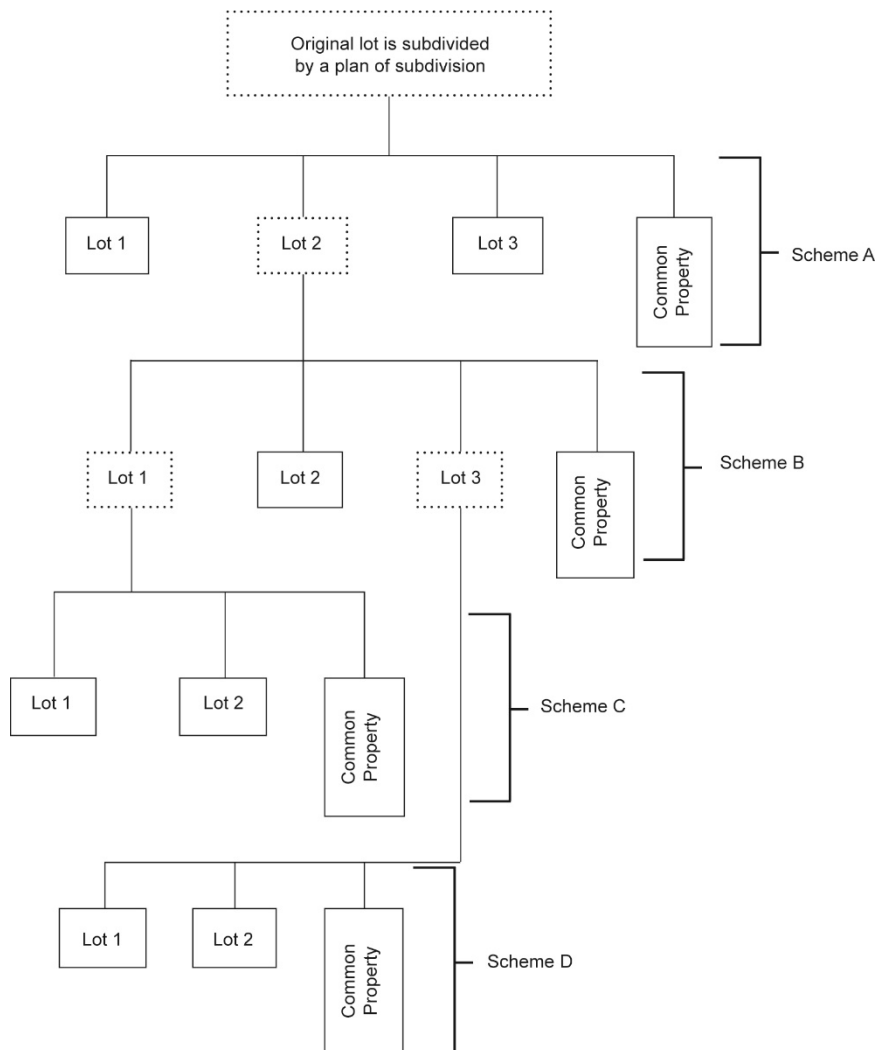 Original lot is subdivided
by a plan of subdivision
Lot 1
Lot 2
Lot 3
Common
Property
Scheme A
Lot 1
Lot 2
Lot 3
Common
Property
Scheme B
Lot 1
Lot 2
Common
Property
Scheme C
Lot 1
Lot 2
Common
Property
Scheme D